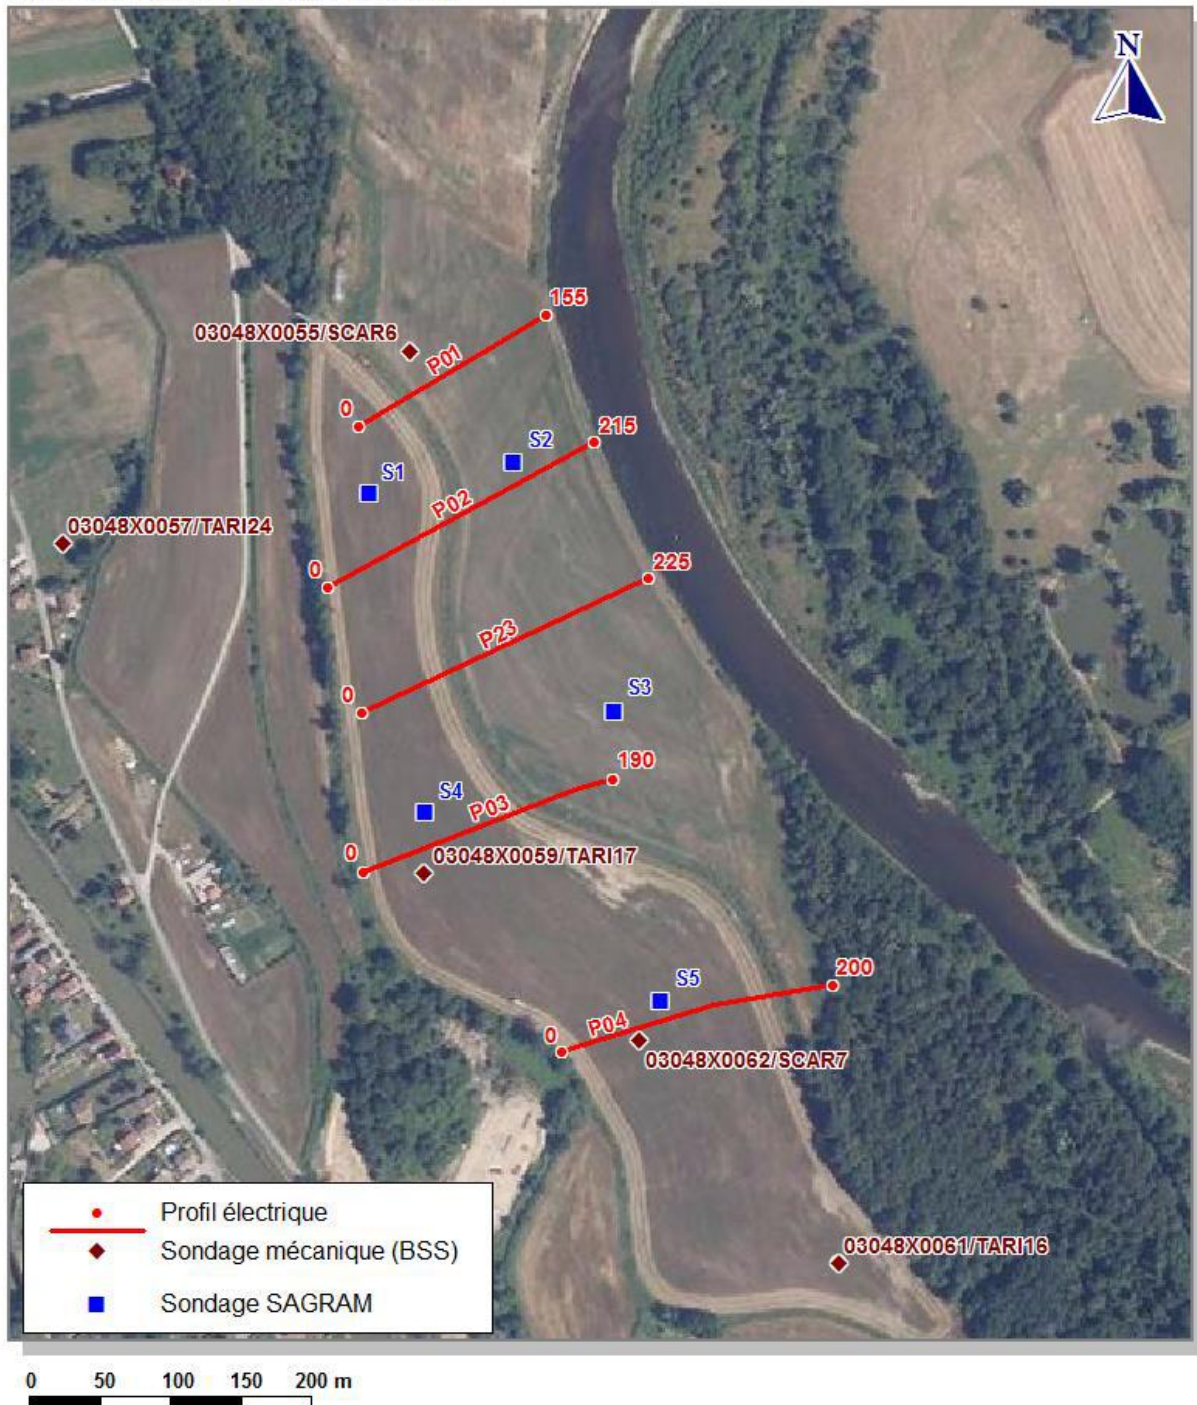 N
155
03048X0055/SCAR6
P01
0
215
S2
S1
P02
03048X0057/TARI24
0
225
P23
0
S3
190
S4
P03
0
03048X0059/TARI17
200
S5
P04
0
03048X0062/SCAR7
03048X0061/TARI16
Profil électrique
Sondage mécanique (BSS)
Sondage SAGRAM
0 50 100 150 200 m